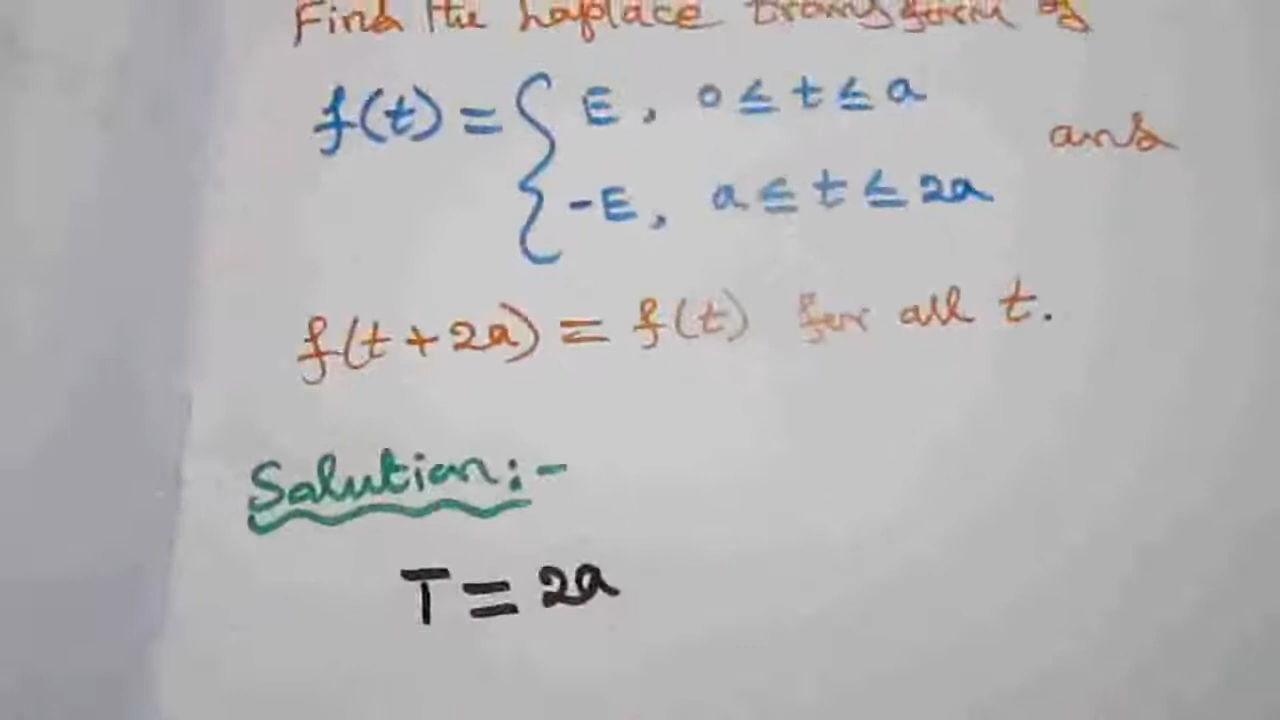 Find the Laplace transform of
f(t) = { E, 0 ≤ t ≤ a
-E, a ≤ t ≤ 2a
and
f(t+2a) = f(t) for all t.
Solution:-
T = 2a